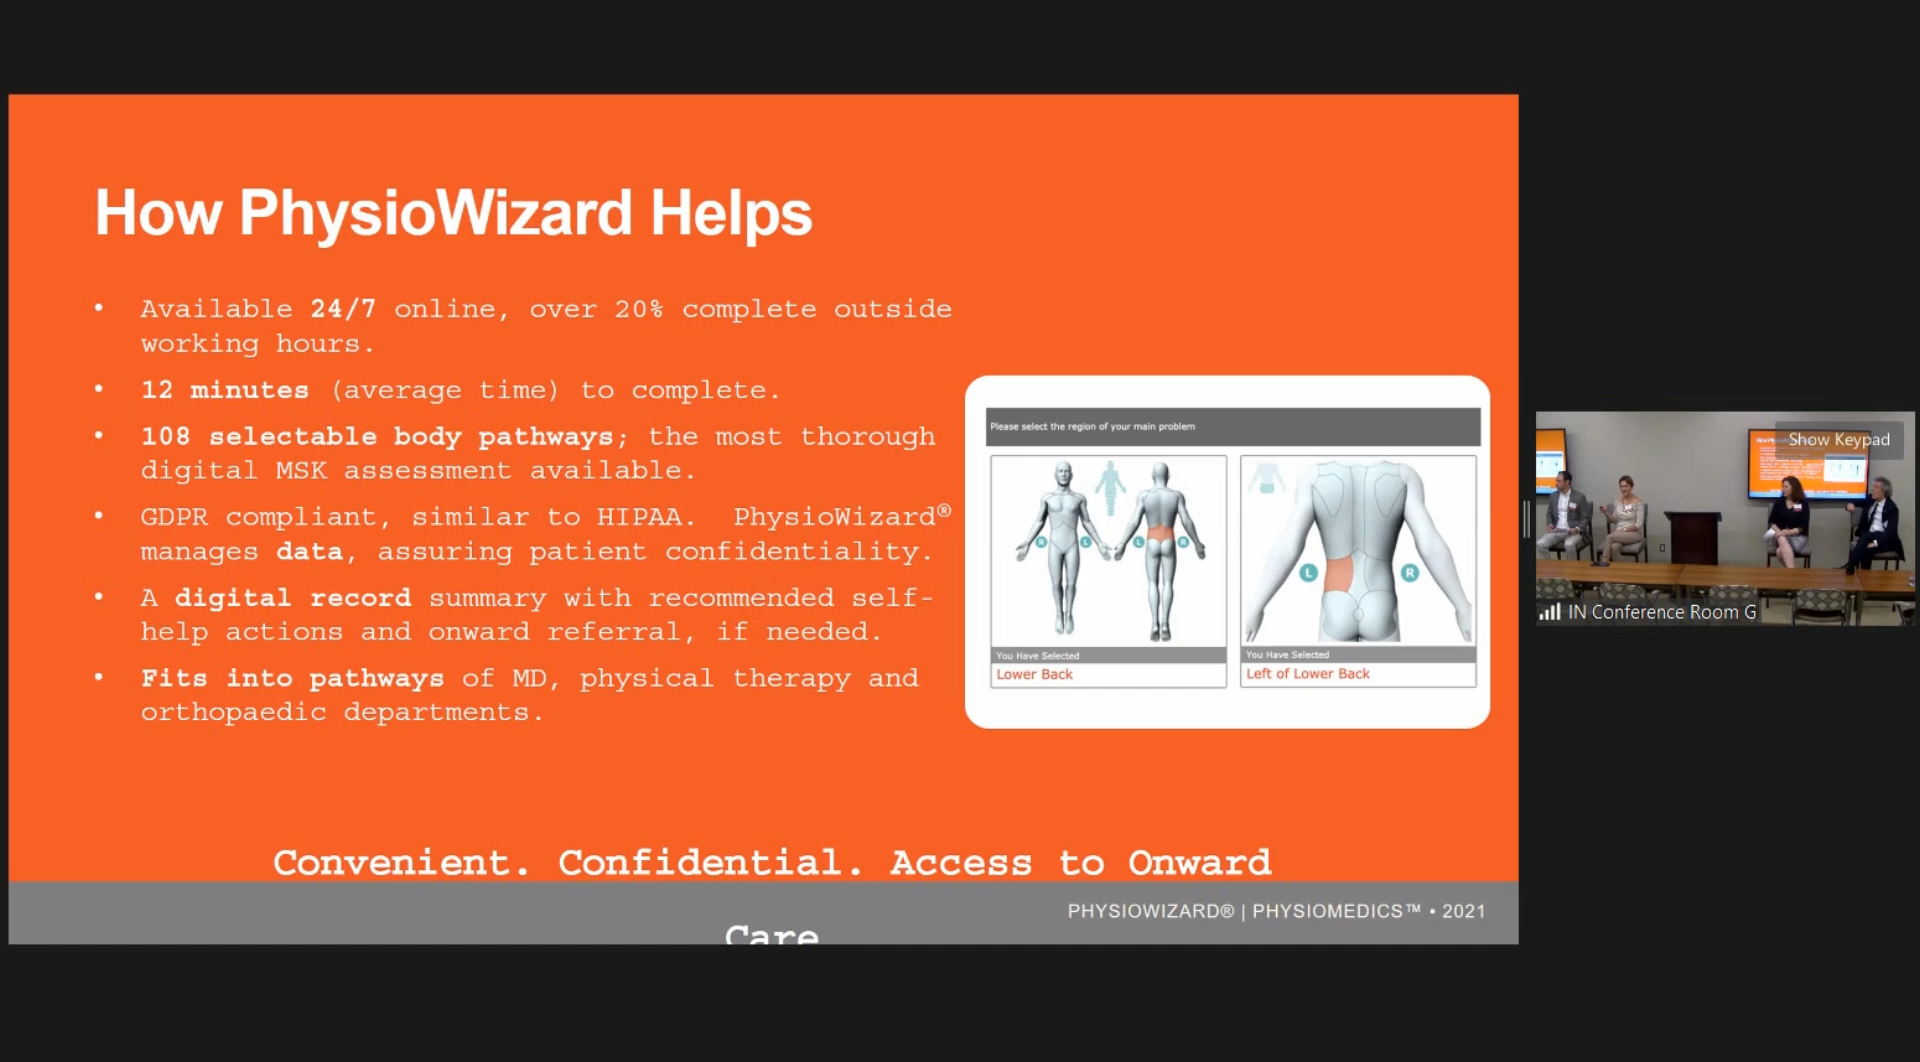 How PhysioWizard Helps
• Available 24/7 online, over 20% complete outside
working hours.
• 12 minutes (average time) to complete.
• 108 selectable body pathways; the most thorough
digital MSK assessment available.
• GDPR compliant, similar to HIPAA. PhysioWizard®
manages data, assuring patient confidentiality.
• A digital record summary with recommended self-
help actions and onward referral, if needed.
• Fits into pathways of MD, physical therapy and
orthopaedic departments.
Please select the region of your main problem
R L L R
L R
You Have Selected
Lower Back
You Have Selected
Left of Lower Back
Convenient. Confidential. Access to Onward
Care
PHYSIOWIZARD® | PHYSIOMEDICS™ • 2021
Show Keypad
IN Conference Room G